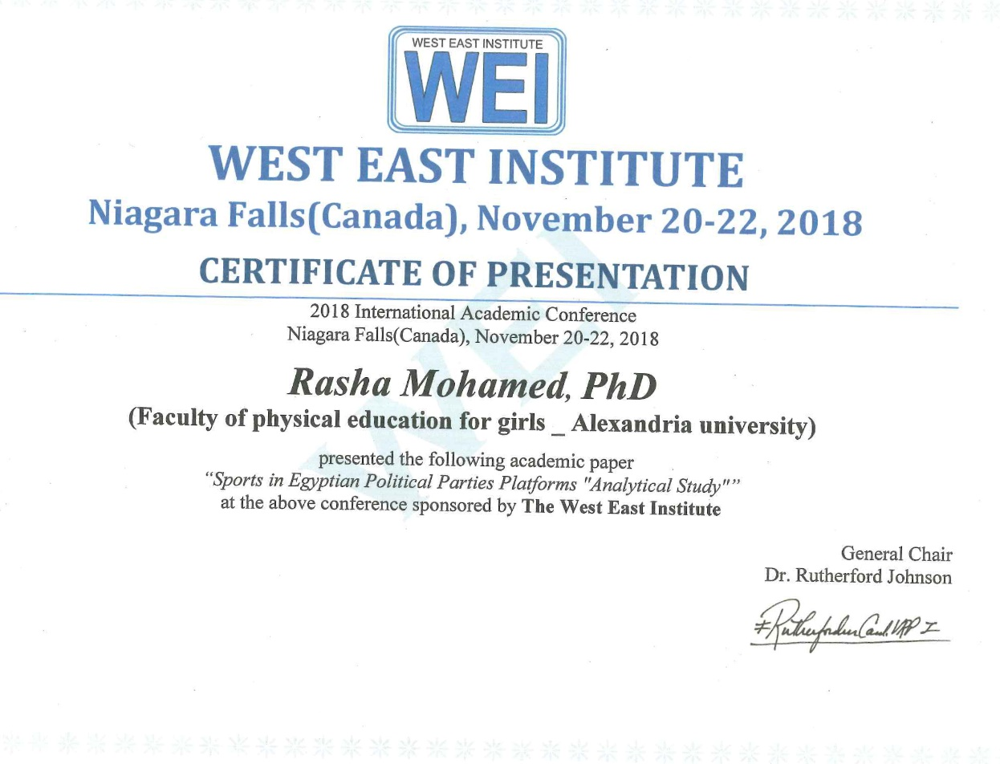 WEST EAST INSTITUTE
WEI
WEST EAST INSTITUTE
Niagara Falls(Canada), November 20-22, 2018
CERTIFICATE OF PRESENTATION
2018 International Academic Conference
Niagara Falls(Canada), November 20-22, 2018
Rasha Mohamed, PhD
(Faculty of physical education for girls _ Alexandria university)
presented the following academic paper
“Sports in Egyptian Political Parties Platforms "Analytical Study"”
at the above conference sponsored by The West East Institute
WEI
General Chair
Dr. Rutherford Johnson